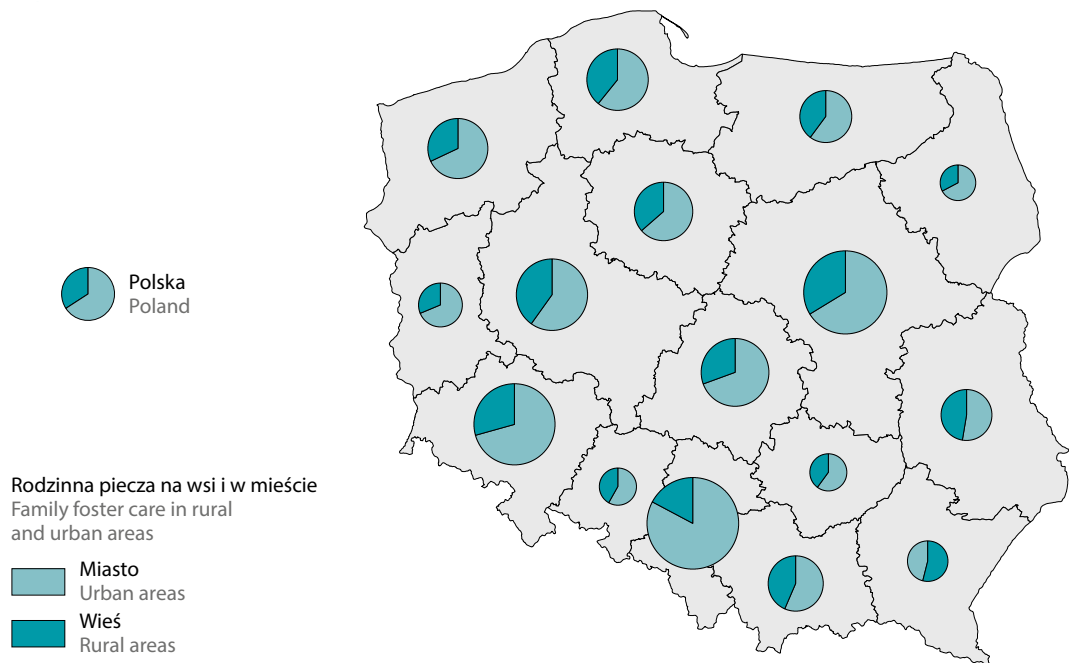 Polska
Poland
Rodzinna piecza na wsi i w mieście
Family foster care in rural
and urban areas
Miasto
Urban areas
Wieś
Rural areas